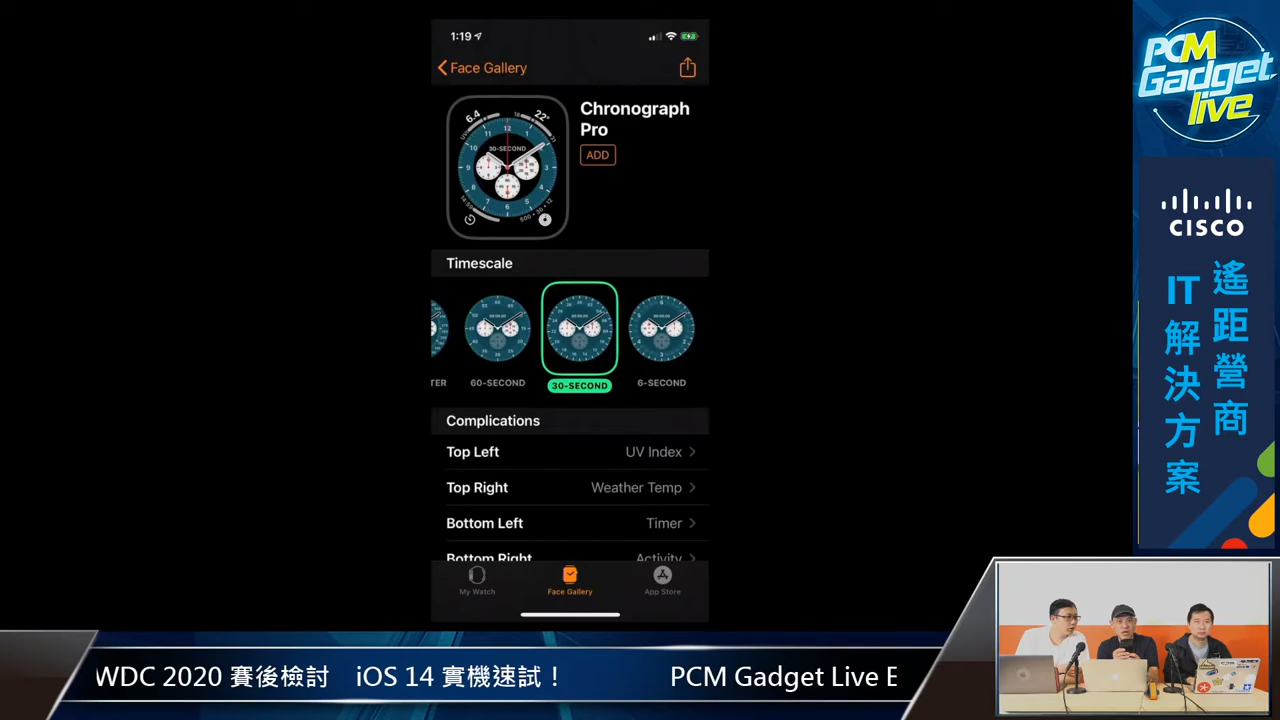 1:19
Face Gallery
Chronograph
Pro
ADD
6.4
22°
30-SECOND
Timescale
TER
60-SECOND
30-SECOND
6-SECOND
Complications
Top Left
UV Index
Top Right
Weather Temp
Bottom Left
Timer
Bottom Right
Activity
My Watch
Face Gallery
App Store
PCM
Gadget
live
CISCO
遙距營商
IT解決方案
WDC 2020 賽後檢討 iOS 14 實機速試！
PCM Gadget Live E